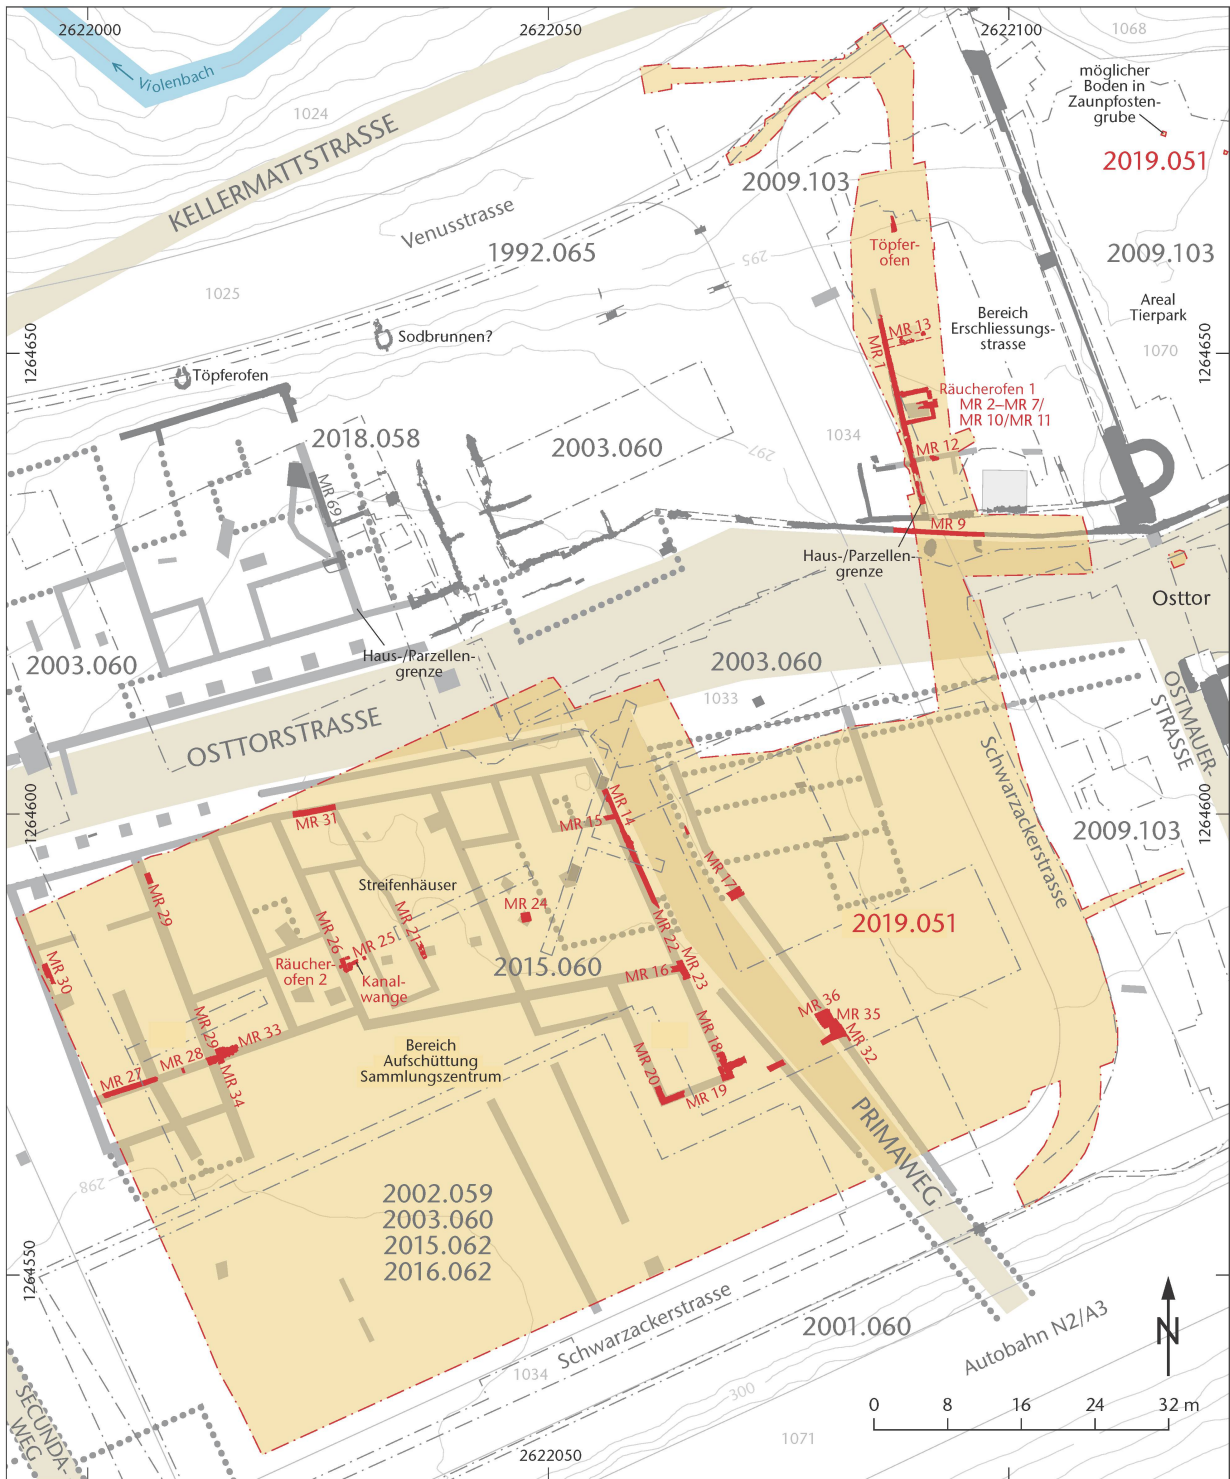 2622000
2622050
2622100
1068
Violenbach
möglicher
Boden in
Zaunpfosten-
grube
1024
KELLERMATTSTRASSE
2019.051
2009.103
Venusstrasse
1992.065
Töpfer-
ofen
295
2009.103
1025
Areal
Tierpark
Bereich
Erschliessungs-
strasse
1264650
Sodbrunnen?
MR 13
MR 1
1264650
1070
Töpferofen
Räucherofen 1
MR 2–MR 7/
MR 10/MR 11
2018.058
2003.060
1034
297
MR 12
MR 69
MR 9
Haus-/Parzellen-
grenze
Osttor
2003.060
Haus-/Parzellen-
grenze
2003.060
1033
OSTMAUER-
STRASSE
OSTTORSTRASSE
Schwarzackerstrasse
1264600
MR 31
MR 15
MR 14
1264600
2009.103
Streifenhäuser
MR 17
MR 29
MR 24
2019.051
MR 26
MR 25
MR 21
MR 22
MR 30
Räucher-
ofen 2
Kanal-
wange
2015.060
MR 16
MR 23
MR 36
MR 35
MR 32
MR 29
MR 33
MR 28
MR 27
MR 34
Bereich
Aufschüttung
Sammlungszentrum
MR 18
MR 20
MR 19
PRIMAWEG
298
2002.059
2003.060
2015.062
2016.062
1264550
Schwarzackerstrasse
2001.060
Autobahn N2/A3
N
1034
300
SECUNDA-
WEG
0 8 16 24 32 m
1071
2622050